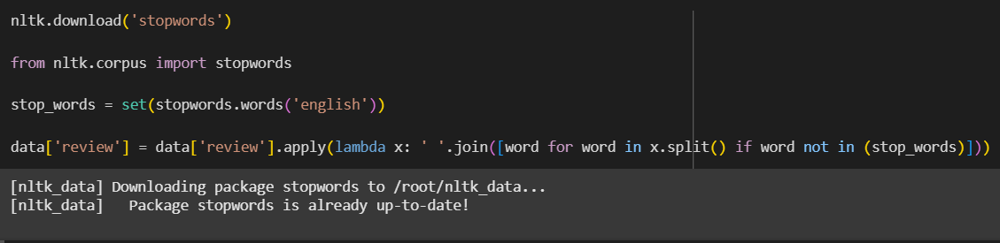 nltk.download('stopwords')
from nltk.corpus import stopwords
stop_words = set(stopwords.words('english'))
data['review'] = data['review'].apply(lambda x: ' '.join([word for word in x.split() if word not in (stop_words)]))
[nltk_data] Downloading package stopwords to /root/nltk_data...
[nltk_data]   Package stopwords is already up-to-date!